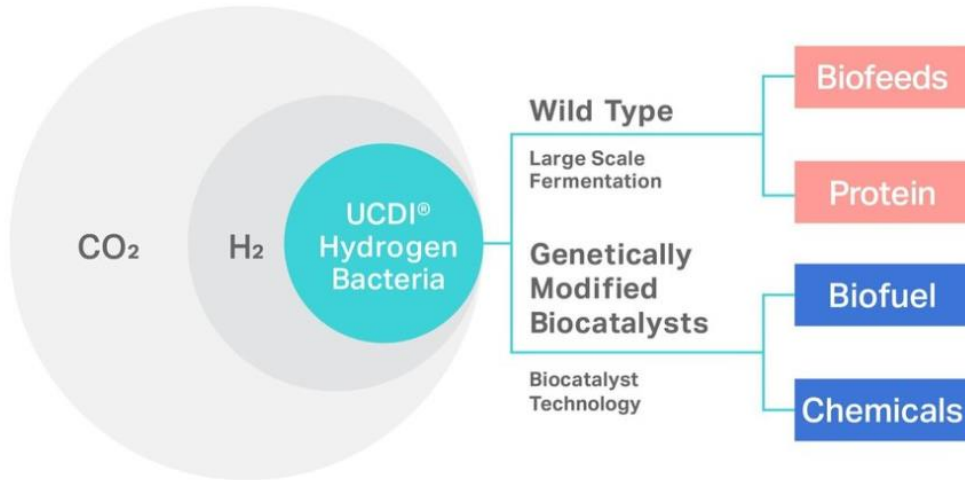 CO₂
H₂
UCDI®
Hydrogen
Bacteria
Wild Type
Large Scale
Fermentation
Genetically
Modified
Biocatalysts
Biocatalyst
Technology
Biofeeds
Protein
Biofuel
Chemicals